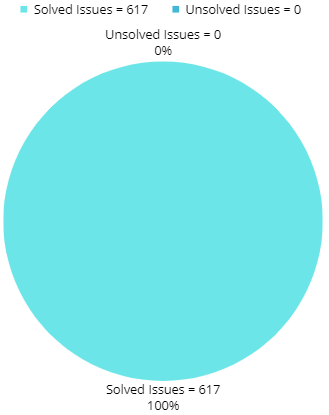 Solved Issues = 617 Unsolved Issues = 0
Unsolved Issues = 0
0%
Solved Issues = 617
100%